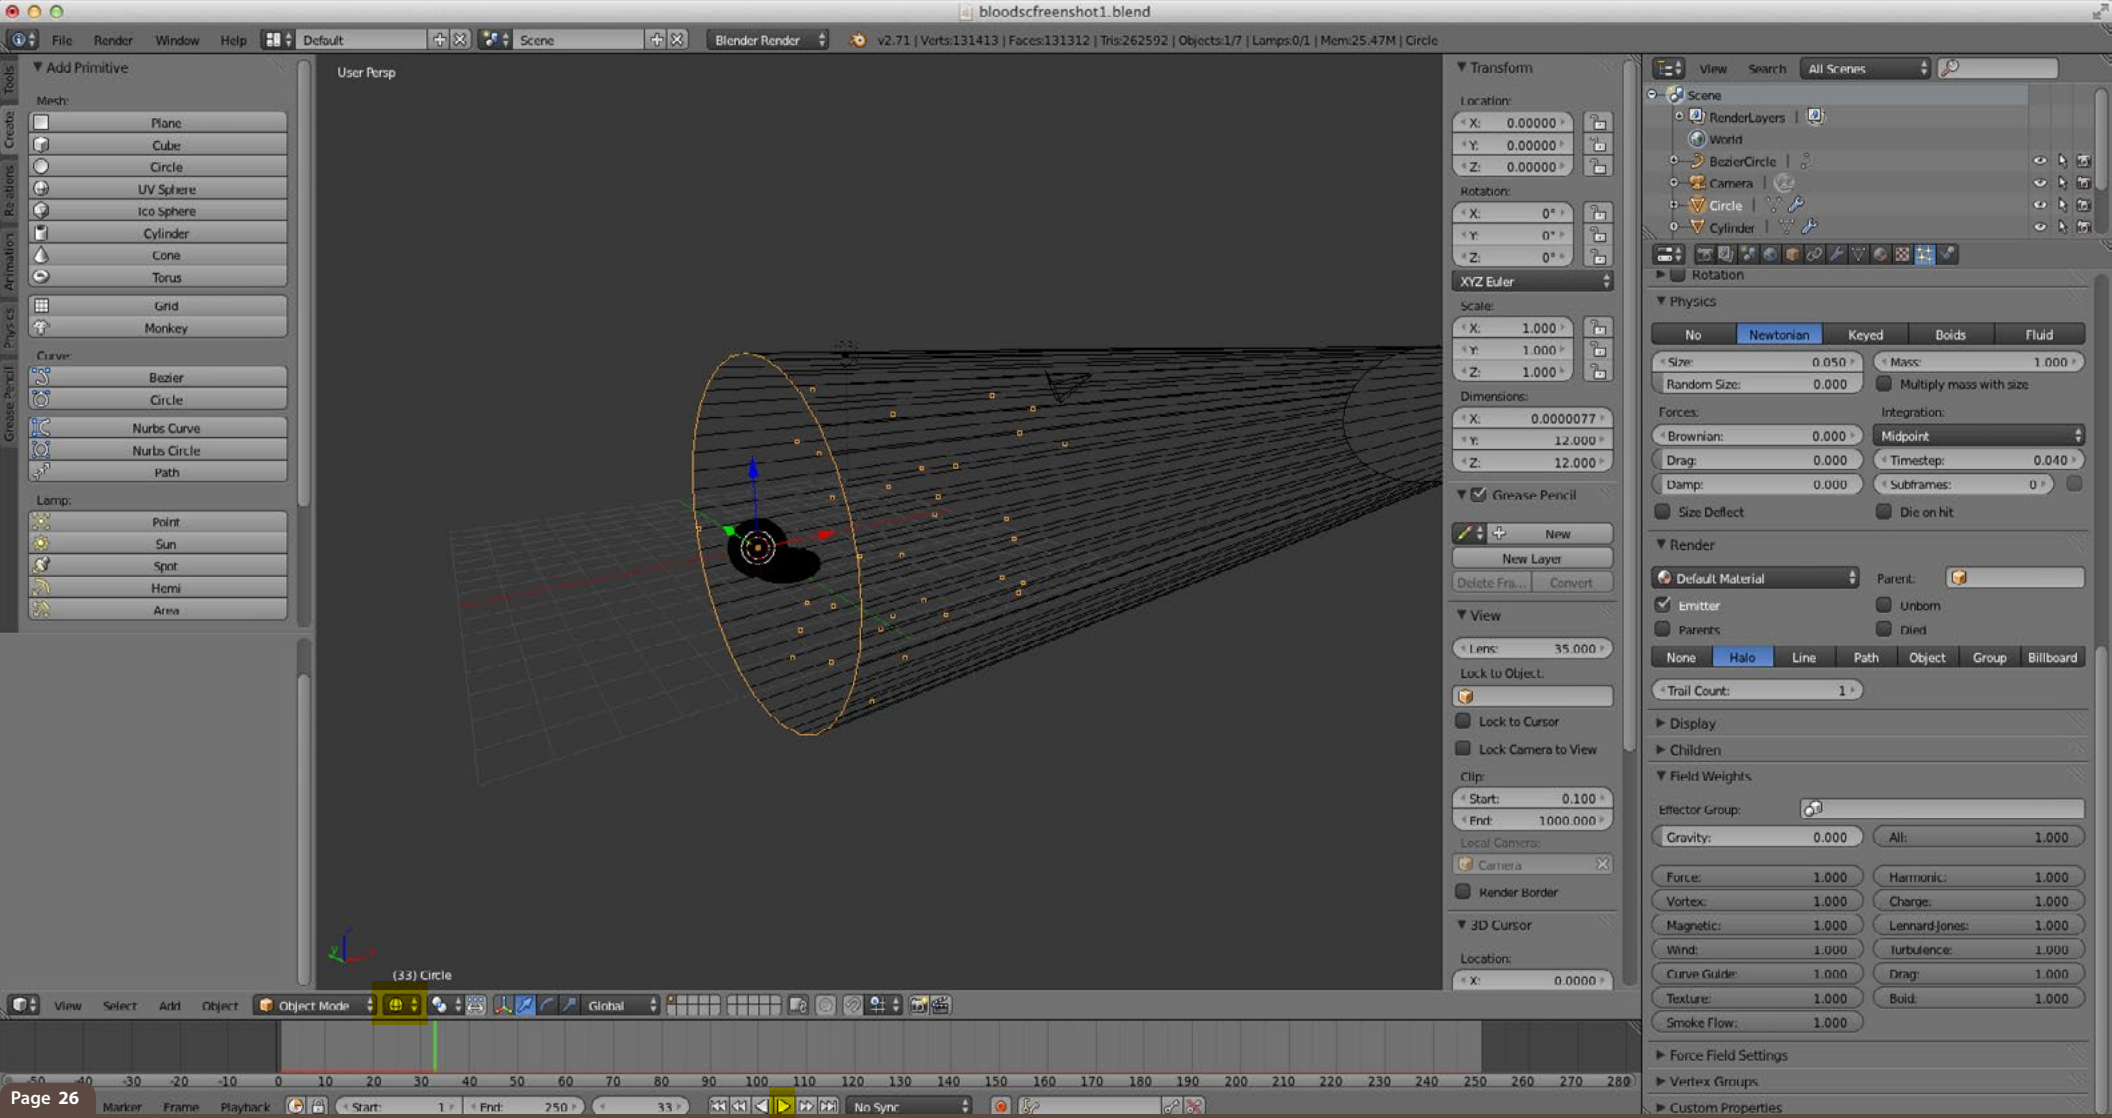 bloodscfreenshot1.blend
File Render Window Help Default Scene Blender Render v2.71 | Verts:131413 | Faces:131312 | Tris:262592 | Objects:1/7 | Lamps:0/1 | Mem:25.47M | Circle
Tools
Create
Relations
Animation
Physics
Grease Pencil
Add Primitive
Mesh:
Plane
Cube
Circle
UV Sphere
Ico Sphere
Cylinder
Cone
Torus
Grid
Monkey
Curve:
Bezier
Circle
Nurbs Curve
Nurbs Circle
Path
Lamp:
Point
Sun
Spot
Hemi
Area
User Persp
(33) Circle
Transform
Location:
X: 0.00000
Y: 0.00000
Z: 0.00000
Rotation:
X: 0°
Y: 0°
Z: 0°
XYZ Euler
Scale:
X: 1.000
Y: 1.000
Z: 1.000
Dimensions:
X: 0.0000077
Y: 12.000
Z: 12.000
Grease Pencil
New
New Layer
Delete Fra... Convert
View
Lens: 35.000
Lock to Object:
Lock to Cursor
Lock Camera to View
Clip:
Start: 0.100
End: 1000.000
Local Camera:
Camera
Render Border
3D Cursor
Location:
X: 0.0000
View Search All Scenes
Scene
RenderLayers |
World
BezierCircle |
Camera |
Circle |
Cylinder |
Rotation
Physics
No Newtonian Keyed Boids Fluid
Size: 0.050 Mass: 1.000
Random Size: 0.000 Multiply mass with size
Forces: Integration:
Brownian: 0.000 Midpoint
Drag: 0.000 Timestep: 0.040
Damp: 0.000 Subframes: 0
Size Deflect Die on hit
Render
Default Material Parent:
Emitter Unborn
Parents Died
None Halo Line Path Object Group Billboard
Trail Count: 1
Display
Children
Field Weights
Effector Group:
Gravity: 0.000 All: 1.000
Force: 1.000 Harmonic: 1.000
Vortex: 1.000 Charge: 1.000
Magnetic: 1.000 Lennard-Jones: 1.000
Wind: 1.000 Turbulence: 1.000
Curve Guide: 1.000 Drag: 1.000
Texture: 1.000 Boid: 1.000
Smoke Flow: 1.000
Force Field Settings
Vertex Groups
Custom Properties
View Select Add Object Object Mode Global
-50 -40 -30 -20 -10 0 10 20 30 40 50 60 70 80 90 100 110 120 130 140 150 160 170 180 190 200 210 220 230 240 250 260 270 280
Page 26
Marker Frame Playback Start: 1 End: 250 33 No Sync